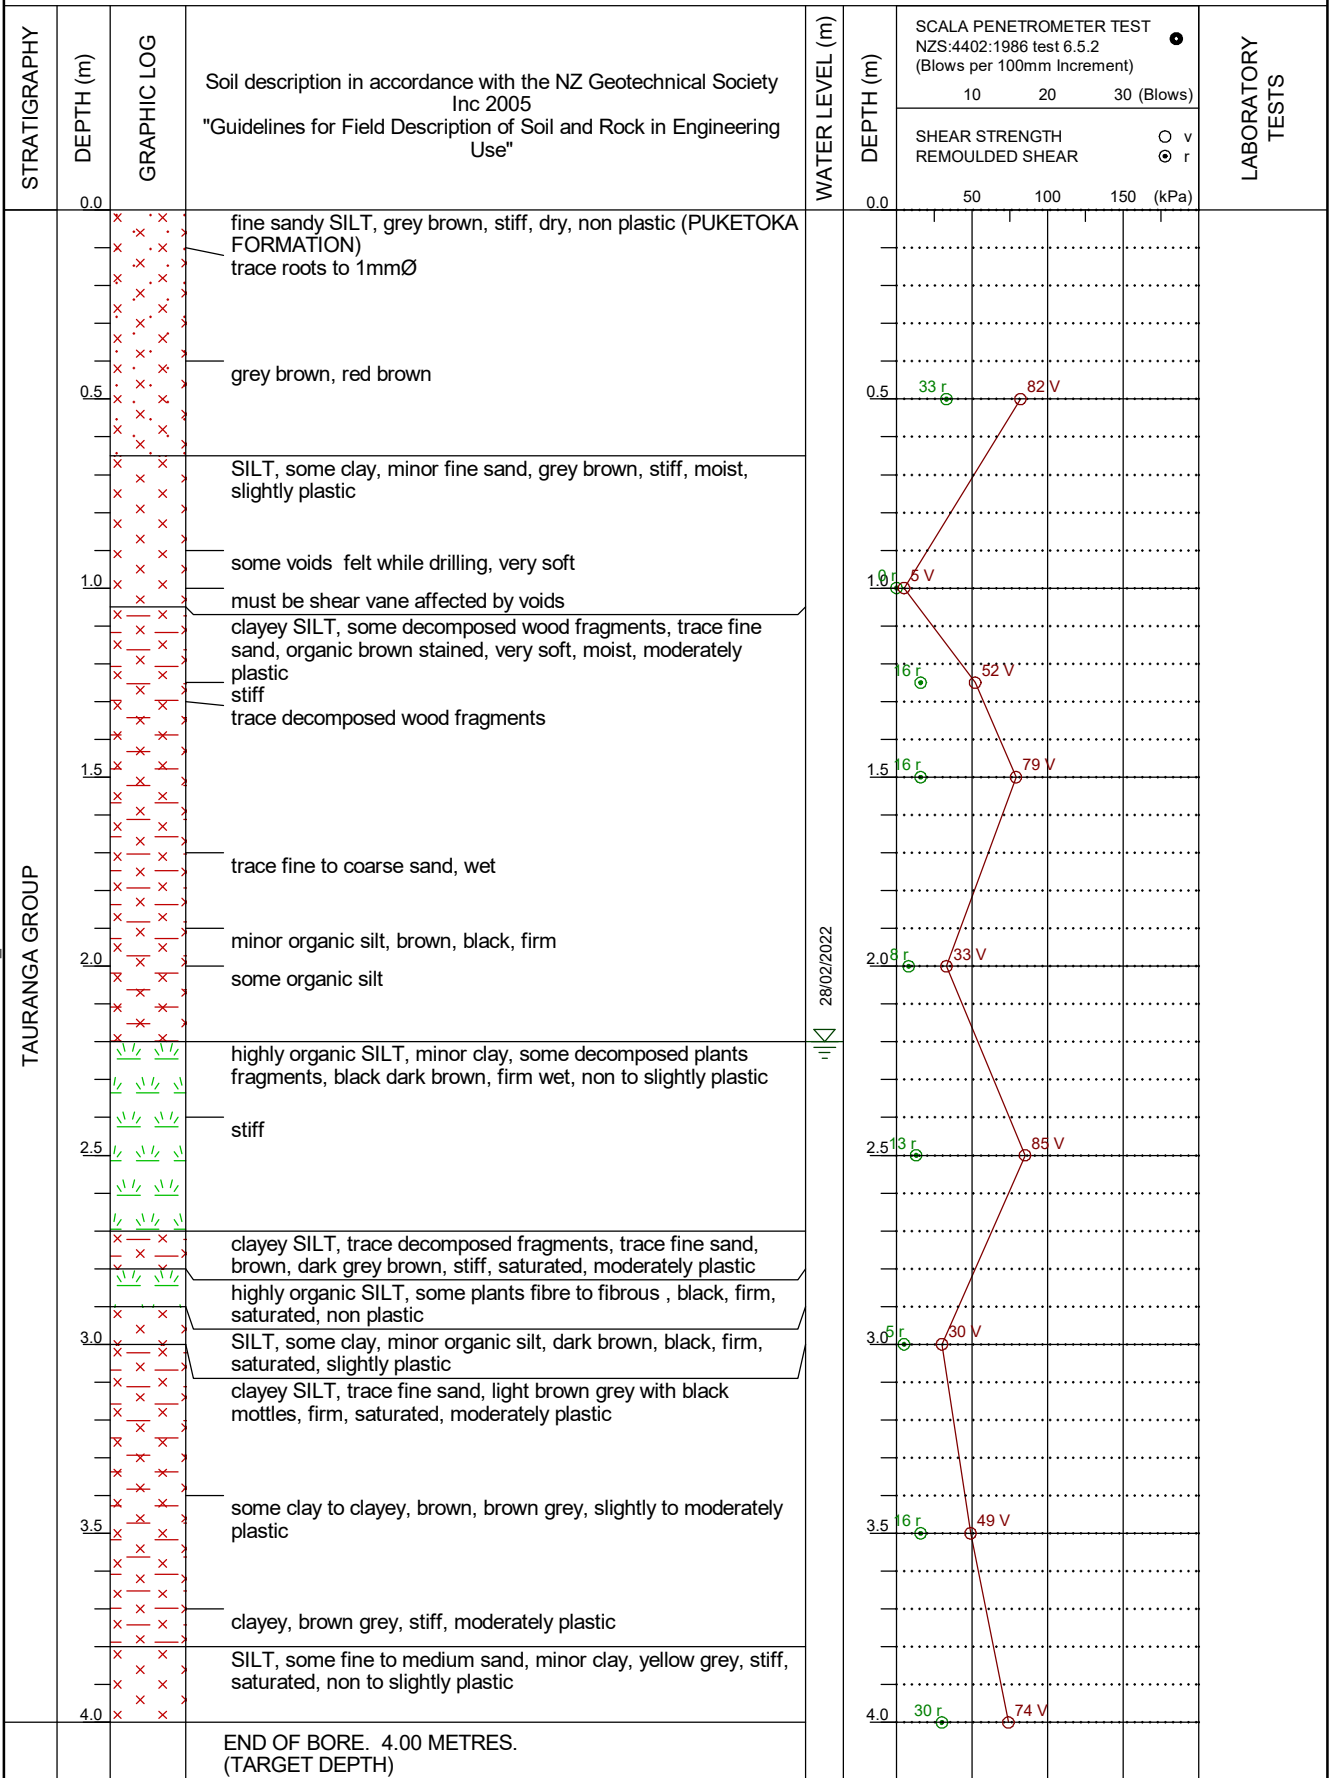 STRATIGRAPHY
DEPTH (m)
GRAPHIC LOG
Soil description in accordance with the NZ Geotechnical Society
Inc 2005
"Guidelines for Field Description of Soil and Rock in Engineering
Use"
WATER LEVEL (m)
DEPTH (m)
SCALA PENETROMETER TEST
NZS:4402:1986 test 6.5.2
(Blows per 100mm Increment)
10 20 30 (Blows)
SHEAR STRENGTH v
REMOULDED SHEAR r
50 100 150 (kPa)
LABORATORY
TESTS
0.0 0.0
fine sandy SILT, grey brown, stiff, dry, non plastic (PUKETOKA
FORMATION)
trace roots to 1mmØ
grey brown, red brown
0.5 0.5 33 r 82 V
SILT, some clay, minor fine sand, grey brown, stiff, moist,
slightly plastic
some voids felt while drilling, very soft
1.0 1.0 0 r 5 V
must be shear vane affected by voids
clayey SILT, some decomposed wood fragments, trace fine
sand, organic brown stained, very soft, moist, moderately
plastic
16 r 52 V
stiff
trace decomposed wood fragments
1.5 1.5 16 r 79 V
trace fine to coarse sand, wet
TAURANGA GROUP
minor organic silt, brown, black, firm
2.0 2.0 8 r 33 V
some organic silt
28/02/2022
highly organic SILT, minor clay, some decomposed plants
fragments, black dark brown, firm wet, non to slightly plastic
stiff
2.5 2.5 13 r 85 V
clayey SILT, trace decomposed fragments, trace fine sand,
brown, dark grey brown, stiff, saturated, moderately plastic
highly organic SILT, some plants fibre to fibrous , black, firm,
saturated, non plastic
3.0 3.0 5 r 30 V
SILT, some clay, minor organic silt, dark brown, black, firm,
saturated, slightly plastic
clayey SILT, trace fine sand, light brown grey with black
mottles, firm, saturated, moderately plastic
some clay to clayey, brown, brown grey, slightly to moderately
plastic
3.5 3.5 16 r 49 V
clayey, brown grey, stiff, moderately plastic
SILT, some fine to medium sand, minor clay, yellow grey, stiff,
saturated, non to slightly plastic
4.0 4.0 30 r 74 V
END OF BORE. 4.00 METRES.
(TARGET DEPTH)